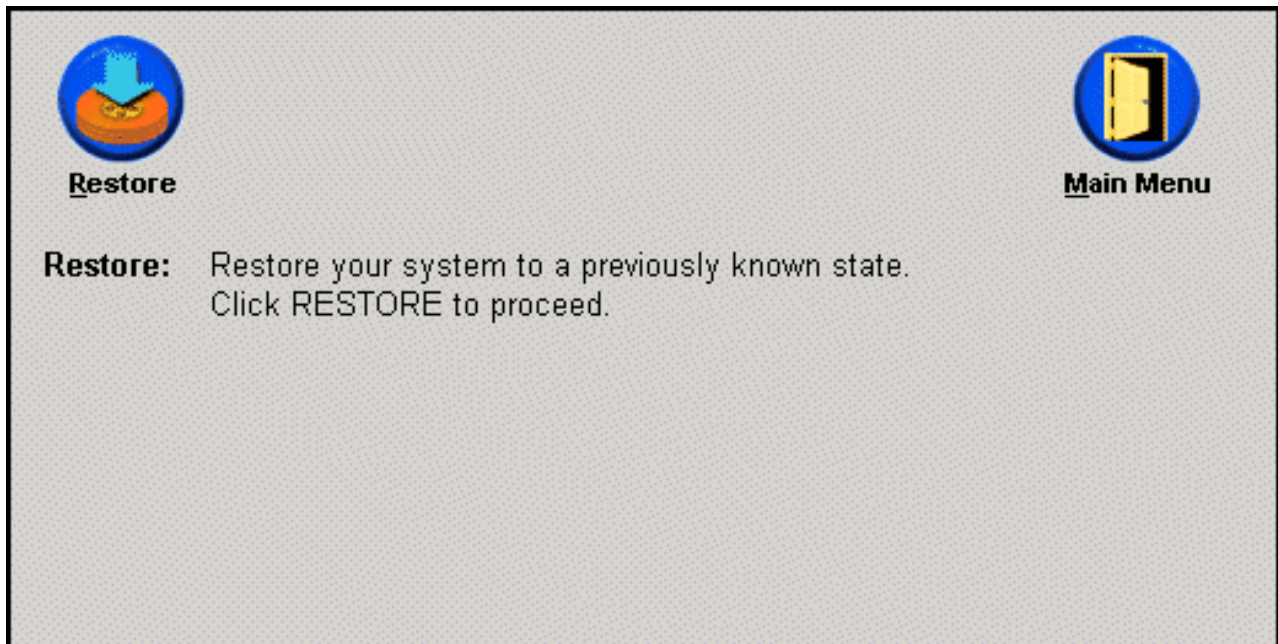 Restore
Main Menu
Restore: Restore your system to a previously known state.
Click RESTORE to proceed.